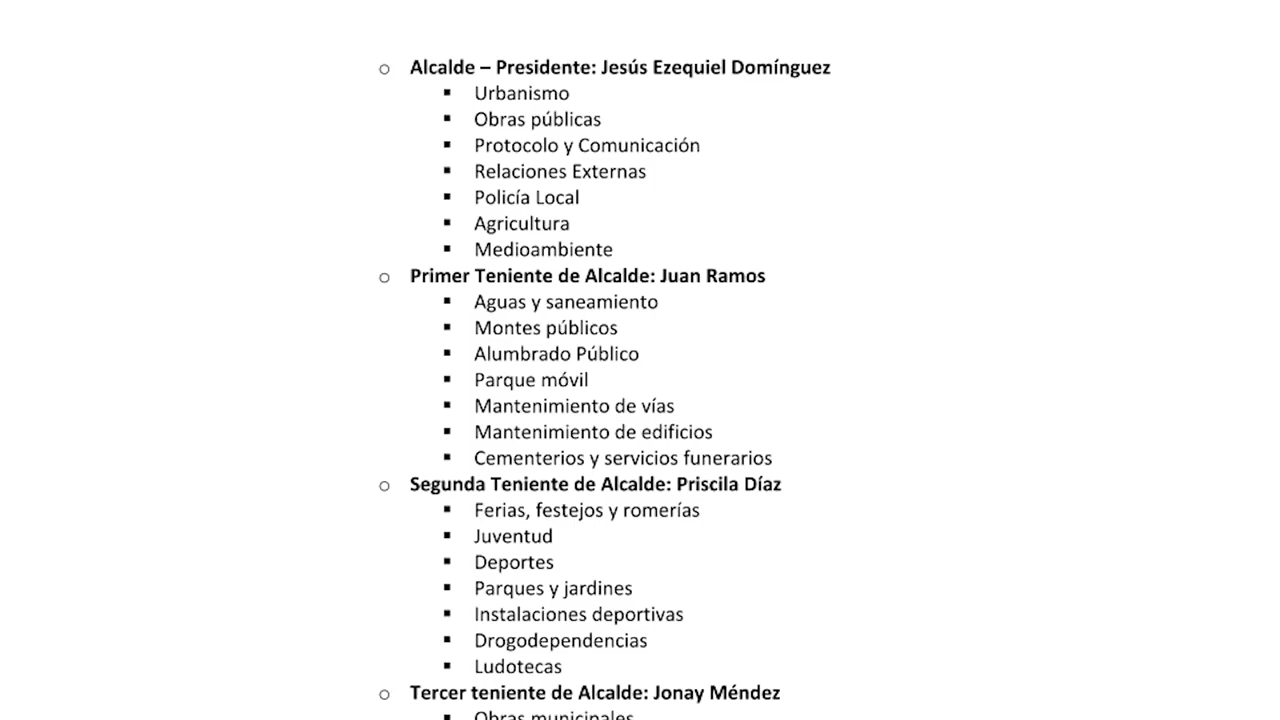 Alcalde – Presidente: Jesús Ezequiel Domínguez
Urbanismo
Obras públicas
Protocolo y Comunicación
Relaciones Externas
Policía Local
Agricultura
Medioambiente
Primer Teniente de Alcalde: Juan Ramos
Aguas y saneamiento
Montes públicos
Alumbrado Público
Parque móvil
Mantenimiento de vías
Mantenimiento de edificios
Cementerios y servicios funerarios
Segunda Teniente de Alcalde: Priscila Díaz
Ferias, festejos y romerías
Juventud
Deportes
Parques y jardines
Instalaciones deportivas
Drogodependencias
Ludotecas
Tercer teniente de Alcalde: Jonay Méndez
Obras municipales